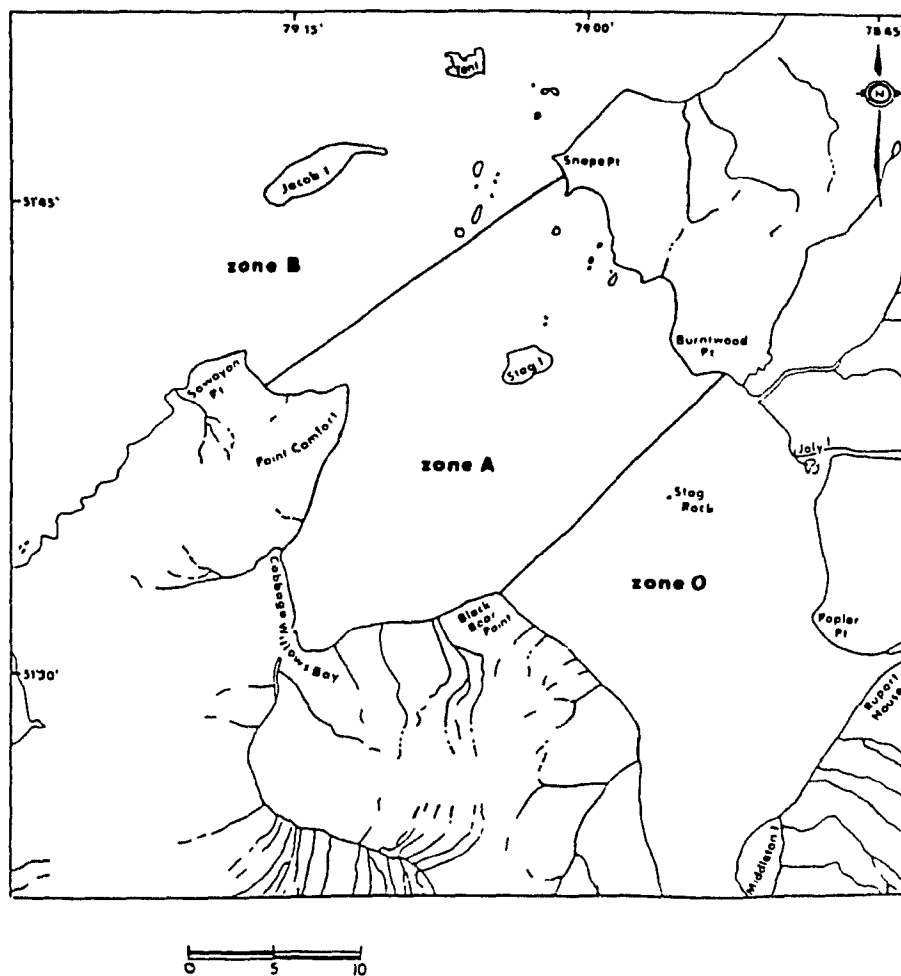 79°15'
79°00'
78°45'
N
Jacob I
Snape Pt
51°45'
zone B
Burntwood
Pt
Sawayan
Pt
Stag I
Point Comfort
zone A
Jolly I
Stag
Rock
zone O
Cabbage Willows Bay
Black
Bear
Point
Poplar
Pt
51°30'
Rupert
House
Middleton I
0 5 10